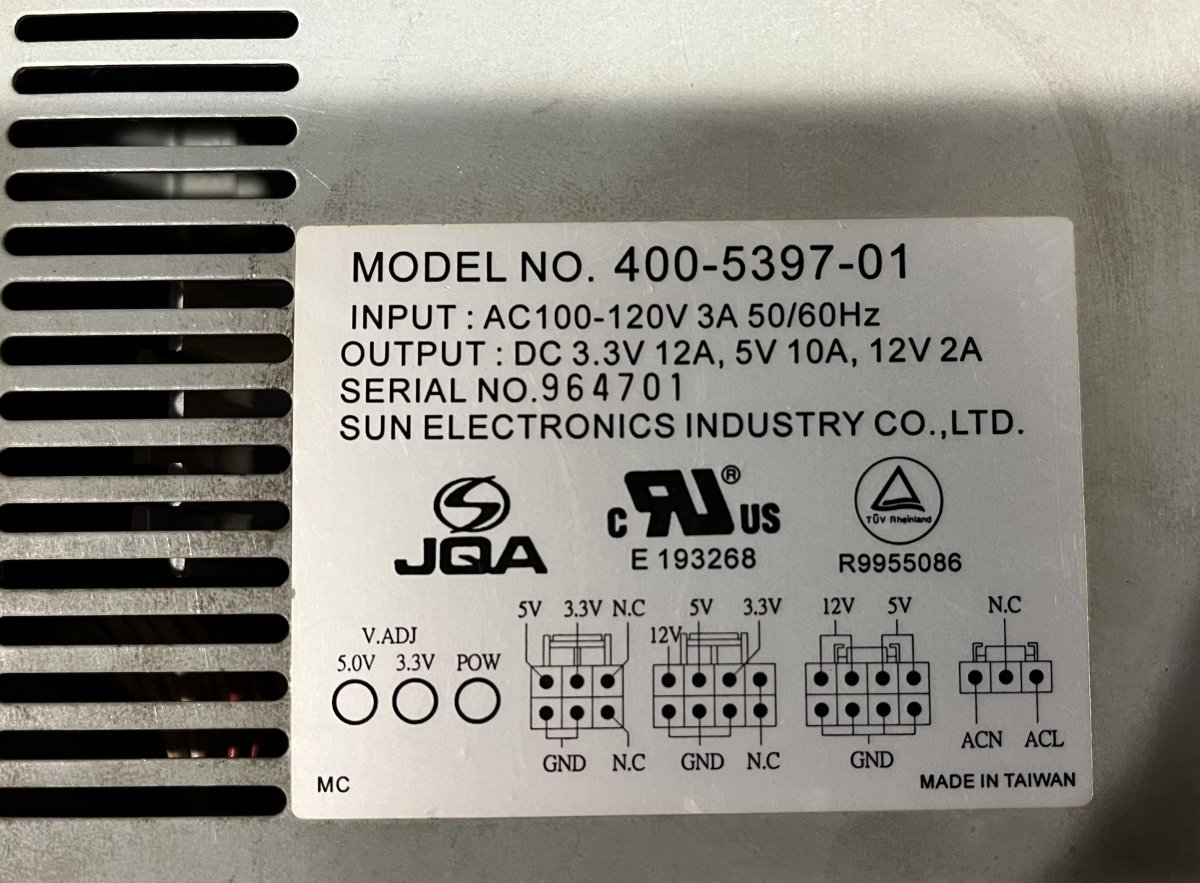 MODEL NO. 400-5397-01
INPUT : AC100-120V 3A 50/60Hz
OUTPUT : DC 3.3V 12A, 5V 10A, 12V 2A
SERIAL NO.964701
SUN ELECTRONICS INDUSTRY CO.,LTD.
JQA
c RU ® US
TÜV Rheinland
E 193268
R9955086
5V 3.3V N.C 5V 3.3V 12V 5V N.C
V.ADJ 12V
5.0V 3.3V POW
GND N.C GND N.C GND ACN ACL
MC
MADE IN TAIWAN